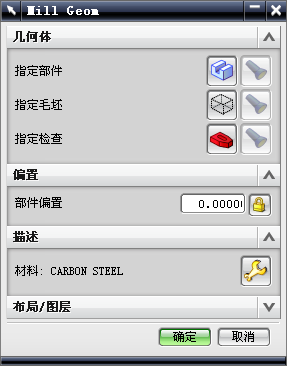 Mill Geom
几何体
指定部件
指定毛坯
指定检查
偏置
部件偏置 0.0000
描述
材料: CARBON STEEL
布局/图层
确定 取消